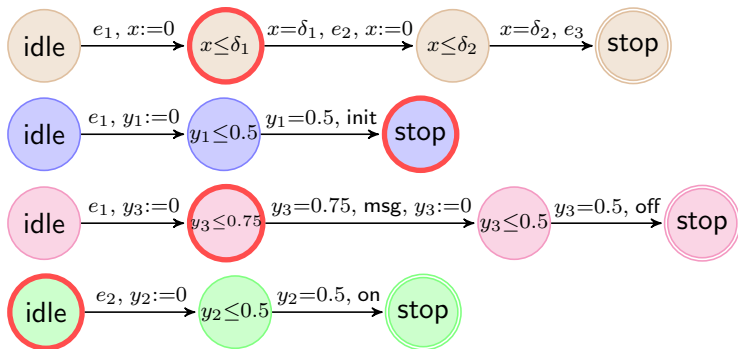 idle e₁, x:=0 x≤δ₁ x=δ₁, e₂, x:=0 x≤δ₂ x=δ₂, e₃ stop
idle e₁, y₁:=0 y₁≤0.5 y₁=0.5, init stop
idle e₁, y₃:=0 y₃≤0.75 y₃=0.75, msg, y₃:=0 y₃≤0.5 y₃=0.5, off stop
idle e₂, y₂:=0 y₂≤0.5 y₂=0.5, on stop